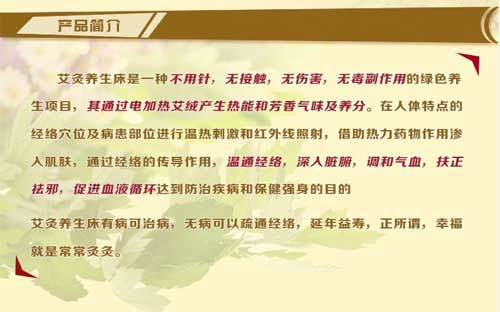 产品简介
艾灸养生床是一种不用针，无接触，无伤害，无毒副作用的绿色养
生项目，其通过电加热艾绒产生热能和芳香气味及养分。在人体特点的
经络穴位及病患部位进行温热刺激和红外线照射，借助热力药物作用渗
入肌肤，通过经络的传导作用，温通经络，深入脏腑，调和气血，扶正
祛邪，促进血液循环达到防治疾病和保健强身的目的
艾灸养生床有病可治病，无病可以疏通经络，延年益寿，正所谓，幸福
就是常常灸灸。